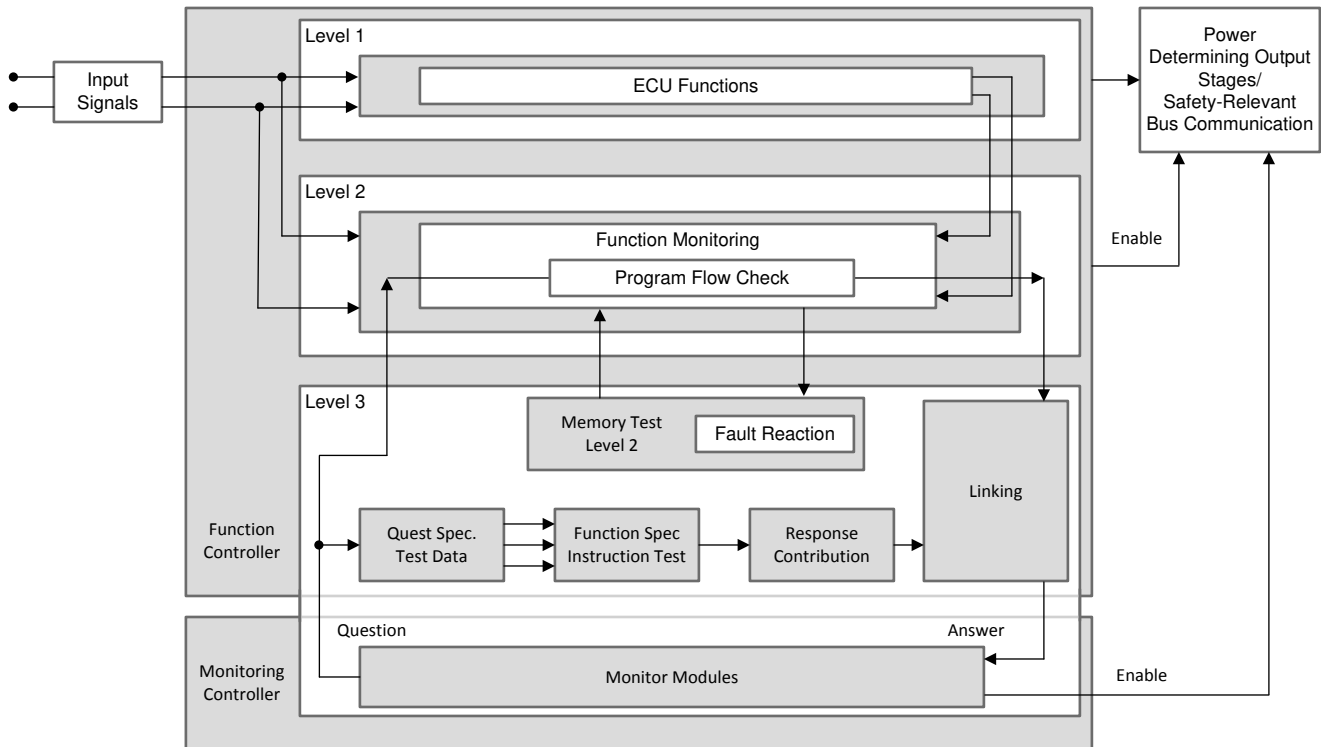 Level 1
Input
Signals
ECU Functions
Power
Determining Output
Stages/
Safety-Relevant
Bus Communication
Level 2
Function Monitoring
Program Flow Check
Enable
Level 3
Memory Test
Level 2
Fault Reaction
Linking
Function
Controller
Quest Spec.
Test Data
Function Spec
Instruction Test
Response
Contribution
Question
Answer
Monitoring
Controller
Monitor Modules
Enable